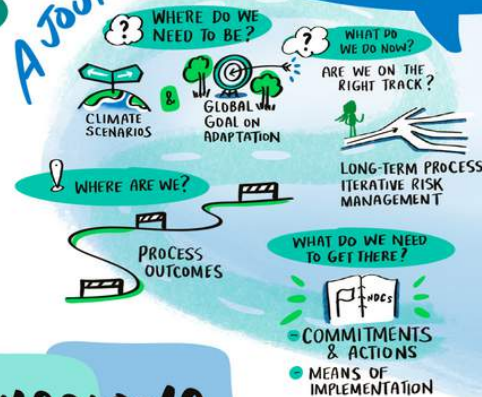 A JOU
WHERE DO WE
NEED TO BE?
CLIMATE
SCENARIOS
&
GLOBAL
GOAL ON
ADAPTATION
WHAT DO
WE DO NOW?
ARE WE ON THE
RIGHT TRACK?
LONG-TERM PROCESS
ITERATIVE RISK
MANAGEMENT
WHERE ARE WE?
PROCESS
OUTCOMES
WHAT DO WE NEED
TO GET THERE?
NDCs
- COMMITMENTS
& ACTIONS
- MEANS OF
IMPLEMENTATION